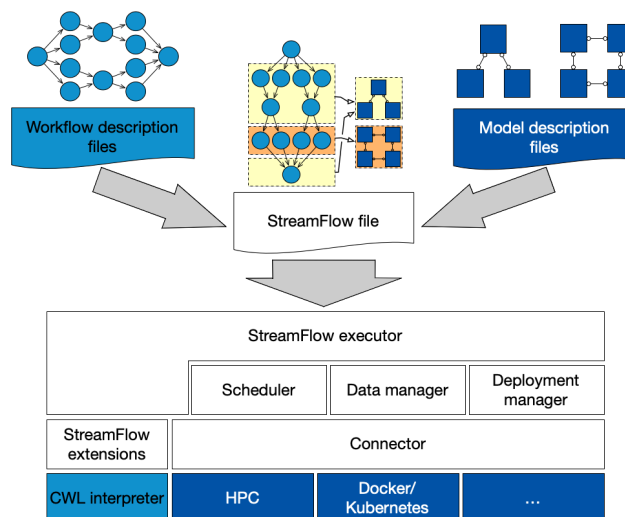 Workflow description
files
Model description
files
StreamFlow file
StreamFlow executor
Scheduler
Data manager
Deployment
manager
StreamFlow
extensions
Connector
CWL interpreter
HPC
Docker/
Kubernetes
...